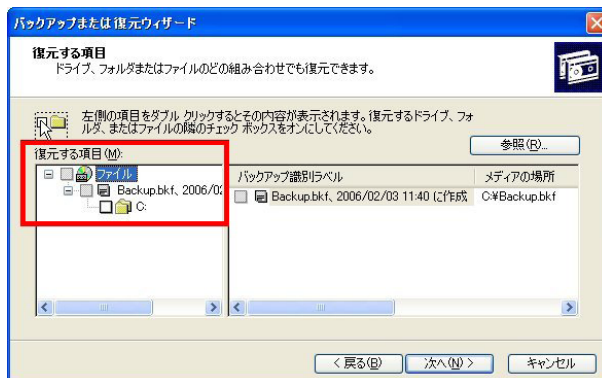 バックアップまたは復元ウィザード
復元する項目
ドライブ、フォルダまたはファイルのどの組み合わせでも復元できます。
左側の項目をダブル クリックするとその内容が表示されます。復元するドライブ、フォ
ルダ、またはファイルの隣のチェック ボックスをオンにしてください。
参照(R)...
復元する項目(M):
ファイル
Backup.bkf、2006/02
C:
バックアップ識別ラベル
メディアの場所
Backup.bkf、2006/02/03 11:40 に作成
C:¥Backup.bkf
< 戻る(B)
次へ(N) >
キャンセル